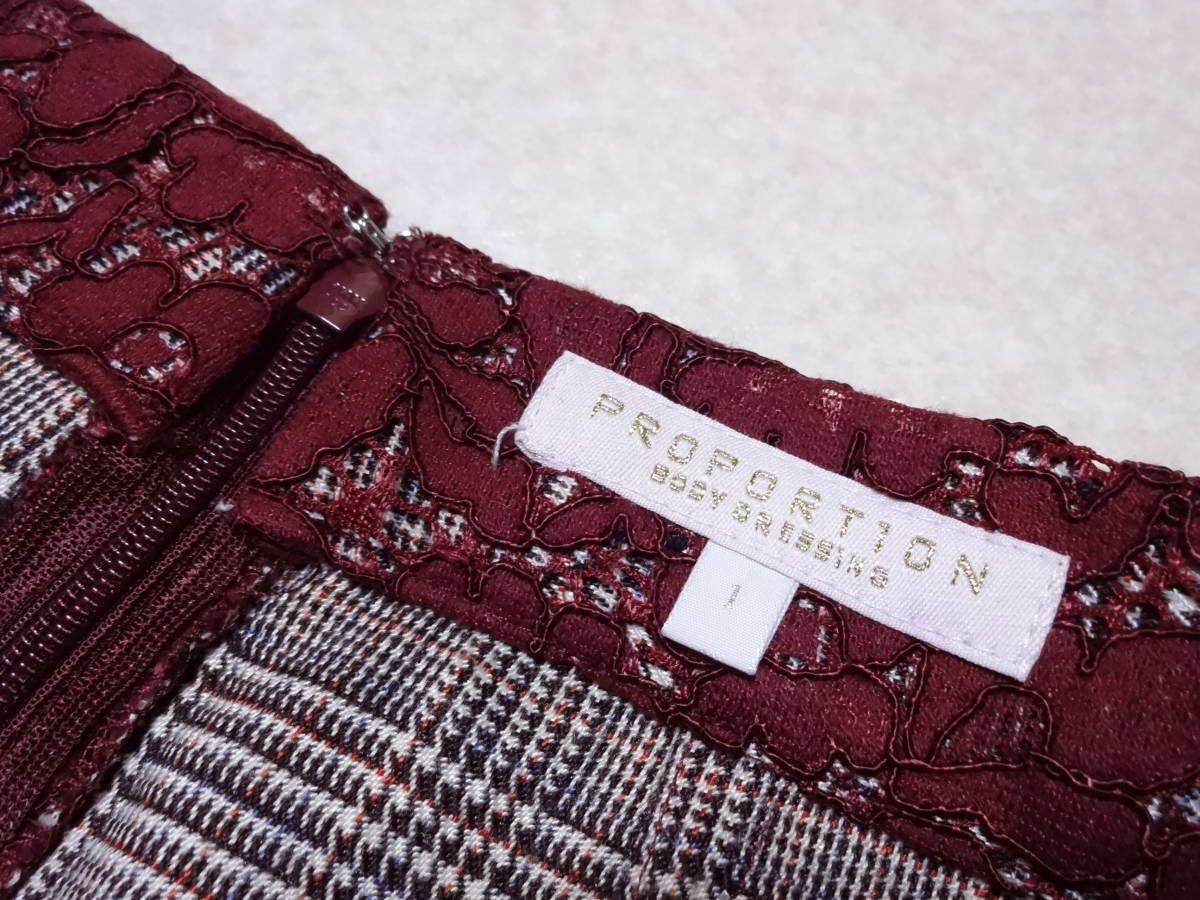 PROPORTION
BODY DRESSING
1